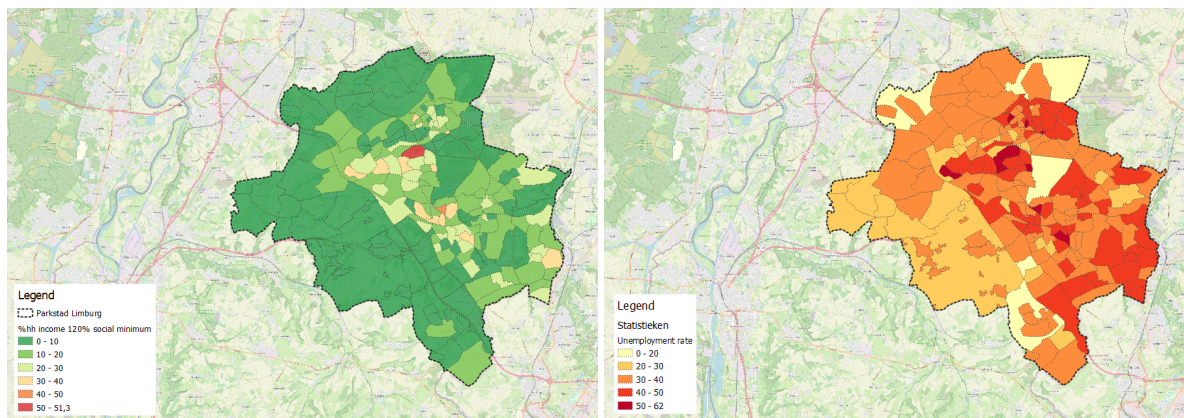 Legend
Parkstad Limburg
%hh income 120% social minimum
0 - 10
10 - 20
20 - 30
30 - 40
40 - 50
50 - 51,3
Legend
Statistieken
Unemployment rate
0 - 20
20 - 30
30 - 40
40 - 50
50 - 62